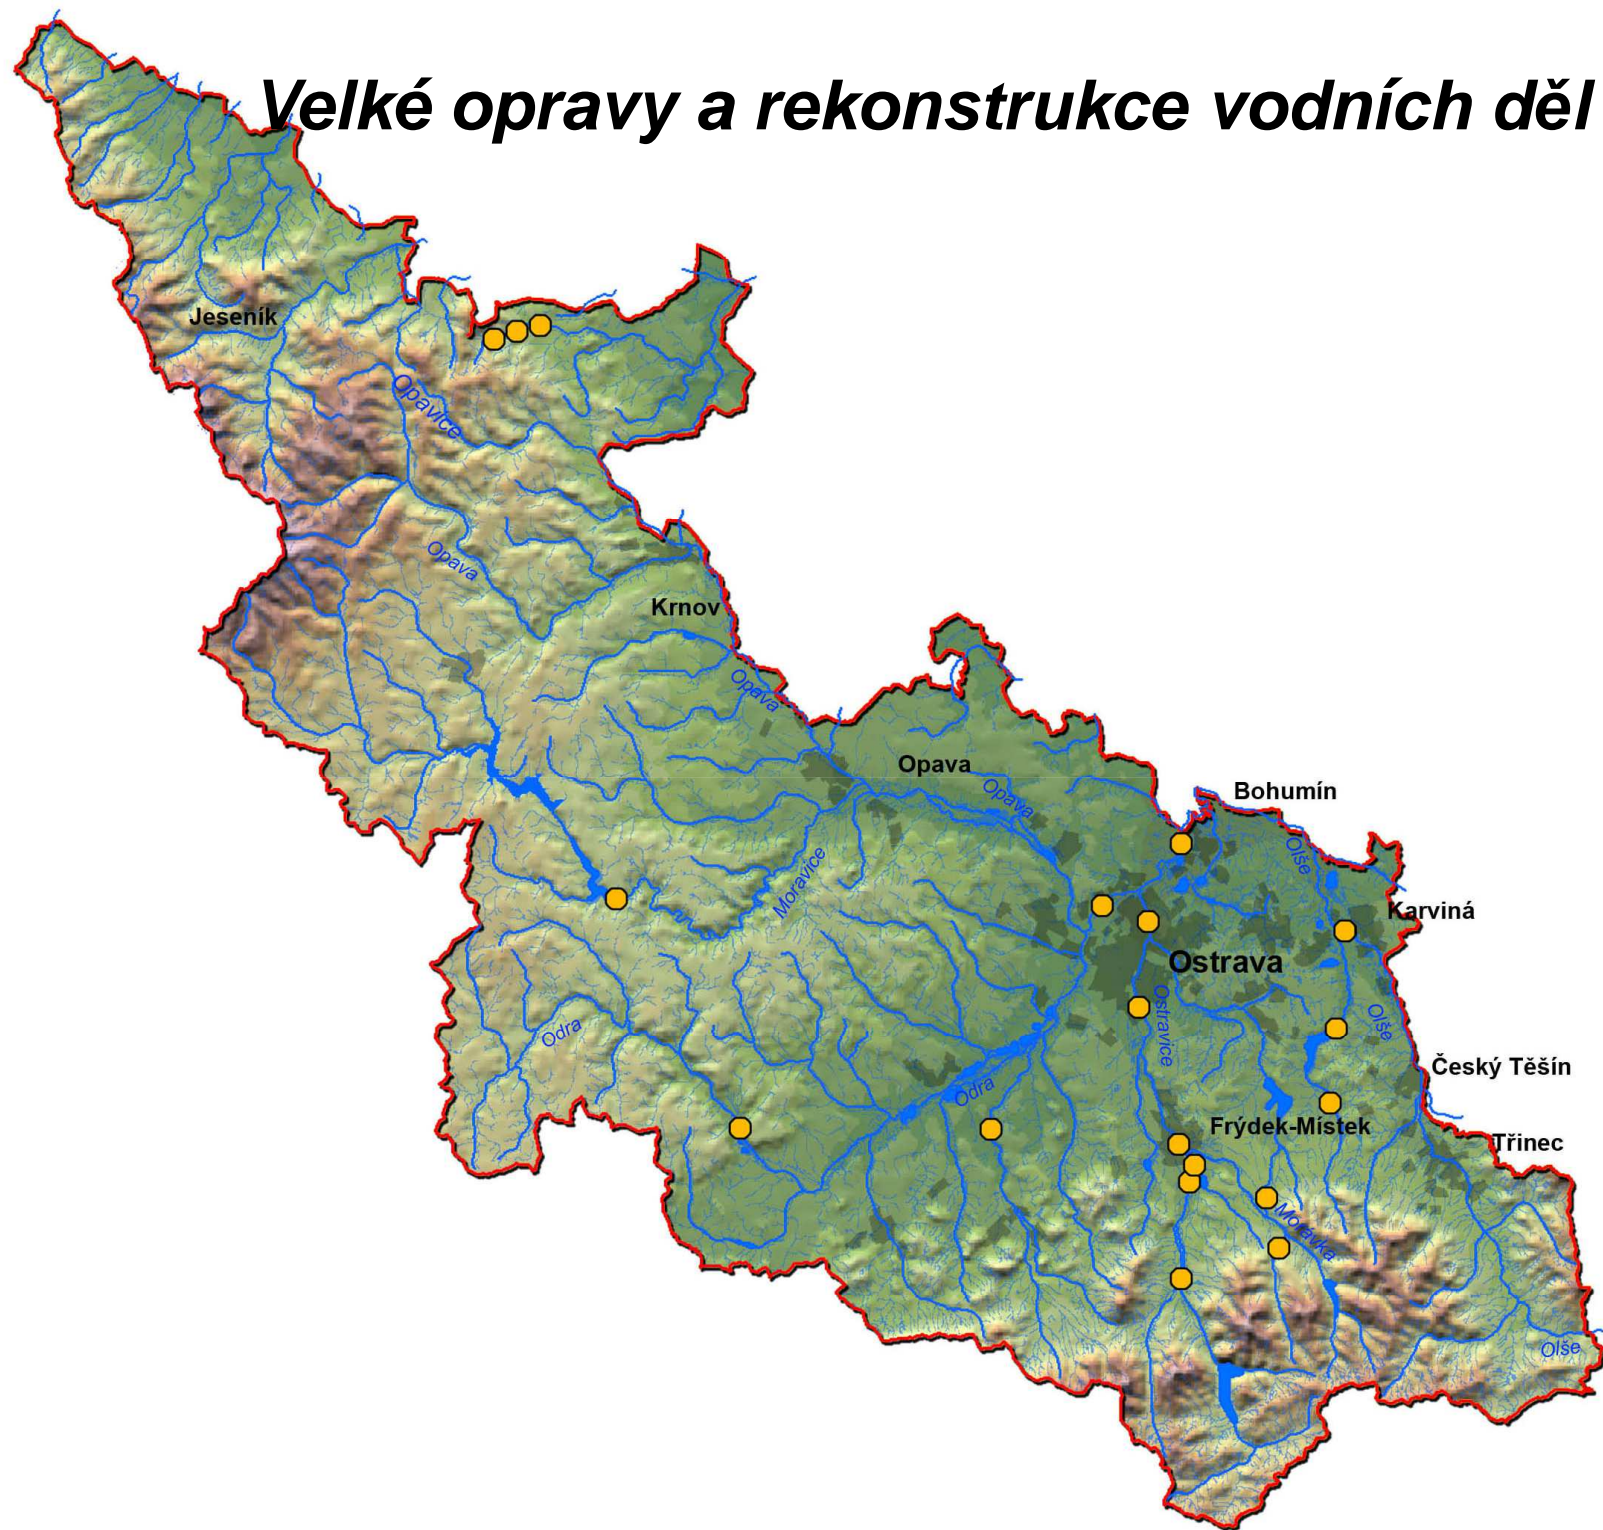 Velké opravy a rekonstrukce vodních děl
Jeseník
Opavice
Opava
Krnov
Opava
Opava
Opava
Bohumín
Olše
Moravice
Karviná
Ostrava
Ostravice
Olše
Odra
Český Těšín
Odra
Frýdek-Místek
Třinec
Morávka
Olše